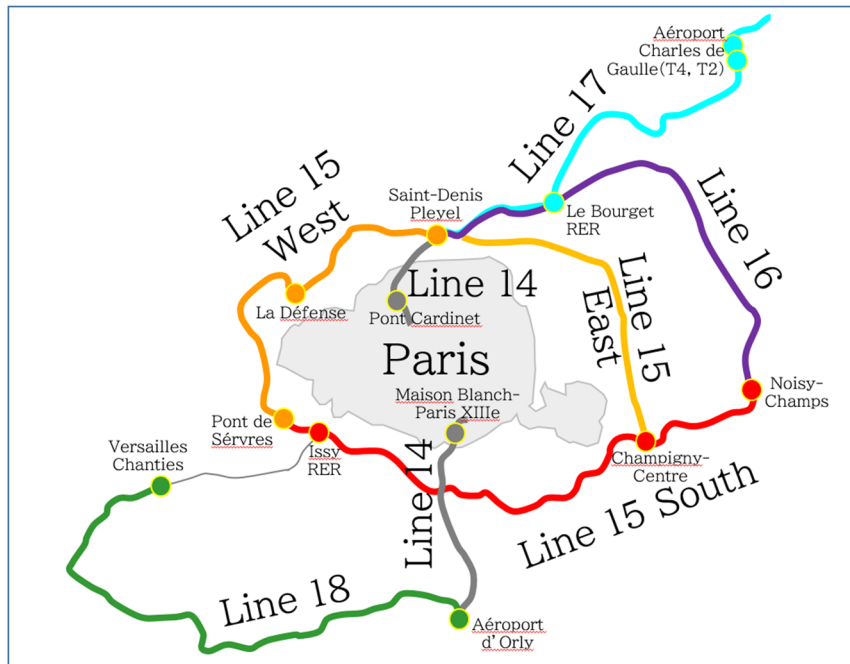 Aéroport
Charles de
Gaulle(T4, T2)
Line 17
Line 15
West
Saint-Denis
Pleyel
Le Bourget
RER
Line 16
Line 14
La Défense
Pont Cardinet
Line 15
East
Paris
Maison Blanch-
Paris XIIIe
Noisy-
Champs
Pont de
Sérvres
Issy
RER
Versailles
Chanties
Champigny-
Centre
Line 14
Line 15 South
Line 18
Aéroport
d' Orly